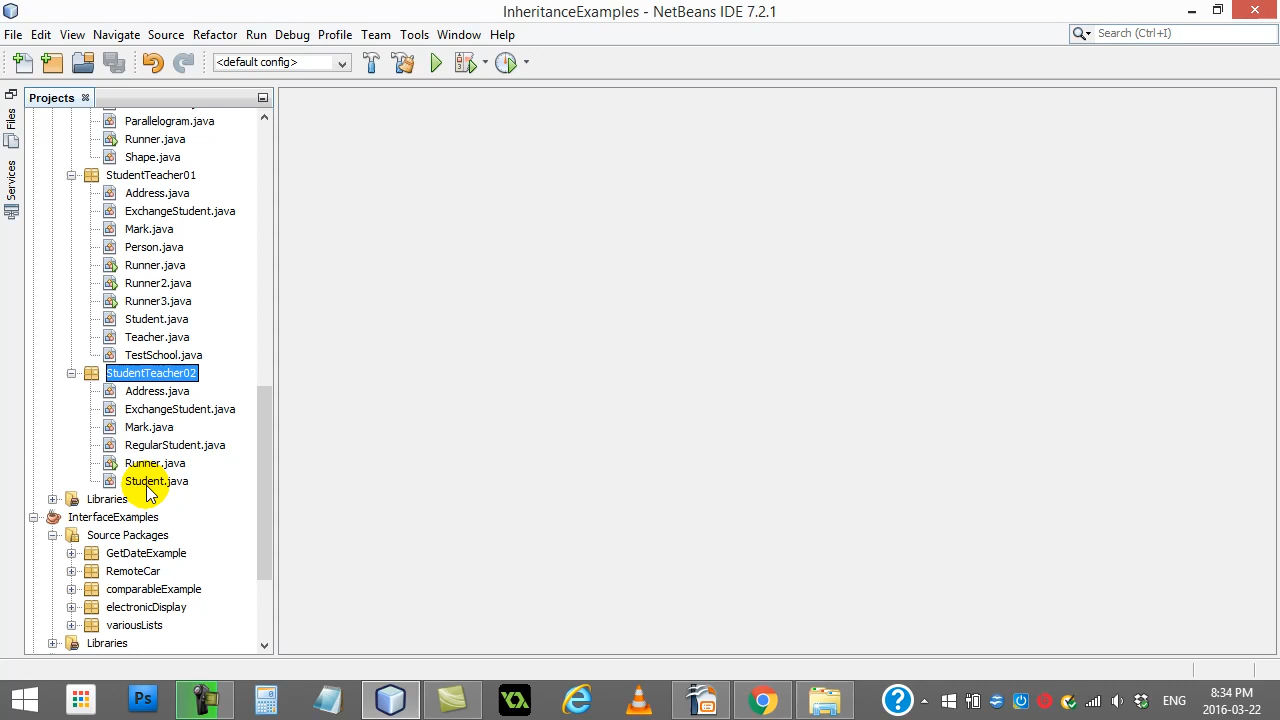 InheritanceExamples - NetBeans IDE 7.2.1
File Edit View Navigate Source Refactor Run Debug Profile Team Tools Window Help
Search (Ctrl+I)
<default config>
Projects
Files
Services
Parallelogram.java
Runner.java
Shape.java
StudentTeacher01
Address.java
ExchangeStudent.java
Mark.java
Person.java
Runner.java
Runner2.java
Runner3.java
Student.java
Teacher.java
TestSchool.java
StudentTeacher02
Address.java
ExchangeStudent.java
Mark.java
RegularStudent.java
Runner.java
Student.java
Libraries
InterfaceExamples
Source Packages
GetDateExample
RemoteCar
comparableExample
electronicDisplay
variousLists
Libraries
Ps
ENG
8:34 PM
2016-03-22